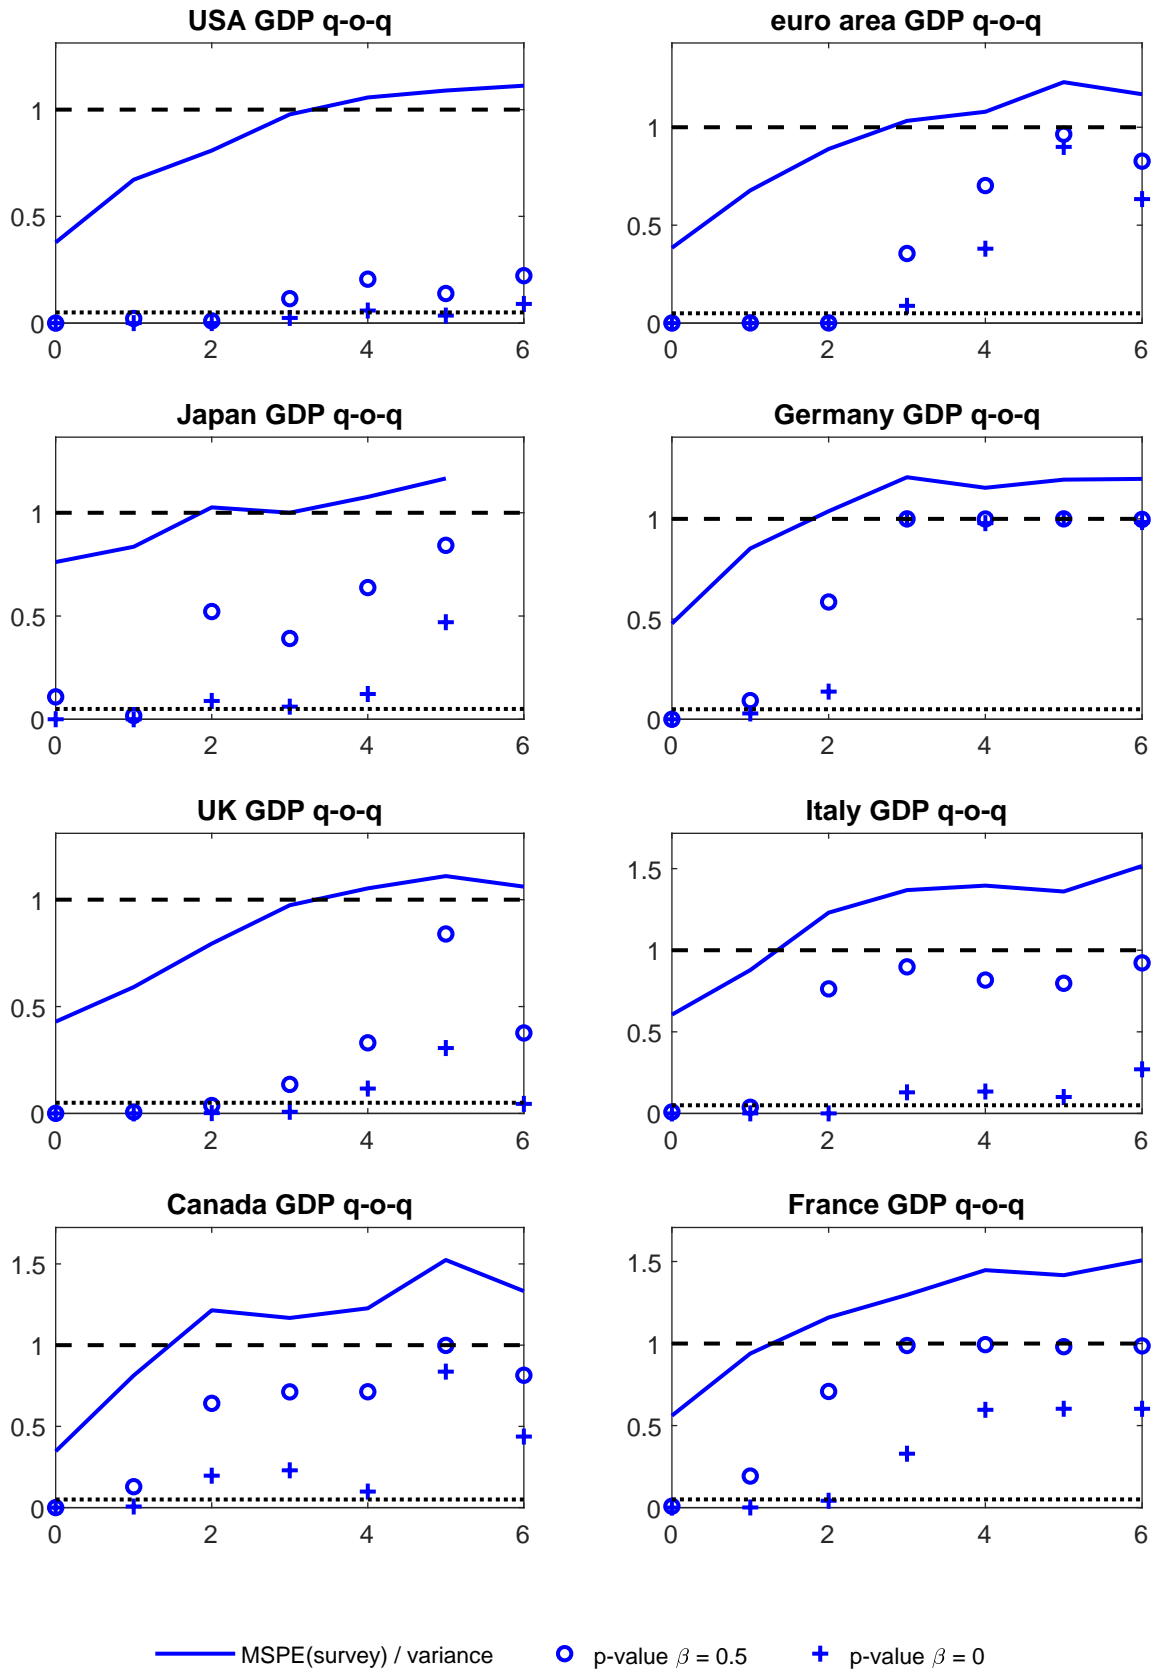 USA GDP q-o-q
1
0.5
0
0 2 4 6
euro area GDP q-o-q
1
0.5
0
0 2 4 6
Japan GDP q-o-q
1
0.5
0
0 2 4 6
Germany GDP q-o-q
1
0.5
0
0 2 4 6
UK GDP q-o-q
1
0.5
0
0 2 4 6
Italy GDP q-o-q
1.5
1
0.5
0
0 2 4 6
Canada GDP q-o-q
1.5
1
0.5
0
0 2 4 6
France GDP q-o-q
1.5
1
0.5
0
0 2 4 6
MSPE(survey) / variance p-value β = 0.5 p-value β = 0